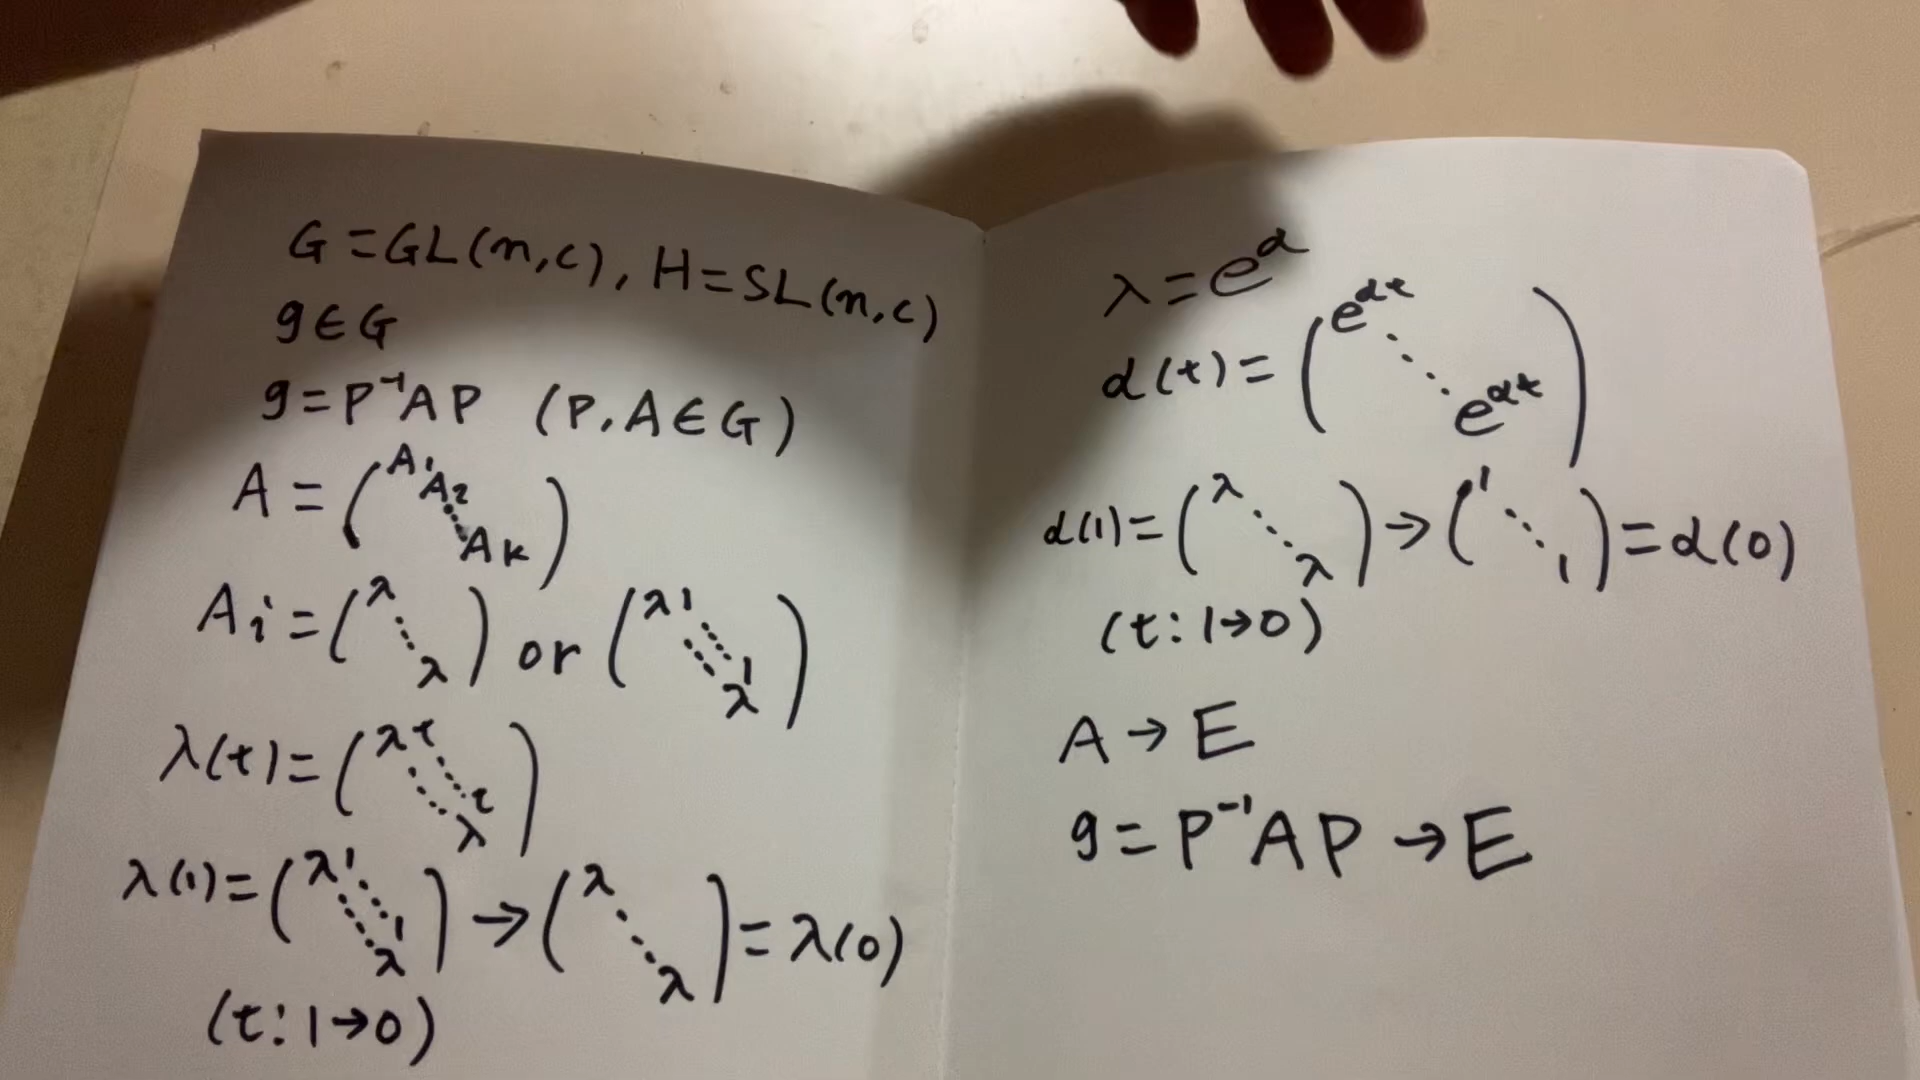 G=GL(n,c), H=SL(n,c)
g∈G
g=P⁻¹AP (P,A∈G)
A=(A₁ A₂ ⋱ Aₖ)
Aᵢ=(λ ⋱ λ) or (λ 1 ⋱ ⋱ 1 λ)
λ(t)=(λ t ⋱ ⋱ t λ)
λ(1)=(λ 1 ⋱ ⋱ 1 λ)→(λ ⋱ λ)=λ(0)
(t:1→0)
λ=e^α
α(t)=(e^αt ⋱ e^αt)
α(1)=(λ ⋱ λ)→(1 ⋱ 1)=α(0)
(t:1→0)
A→E
g=P⁻¹AP→E